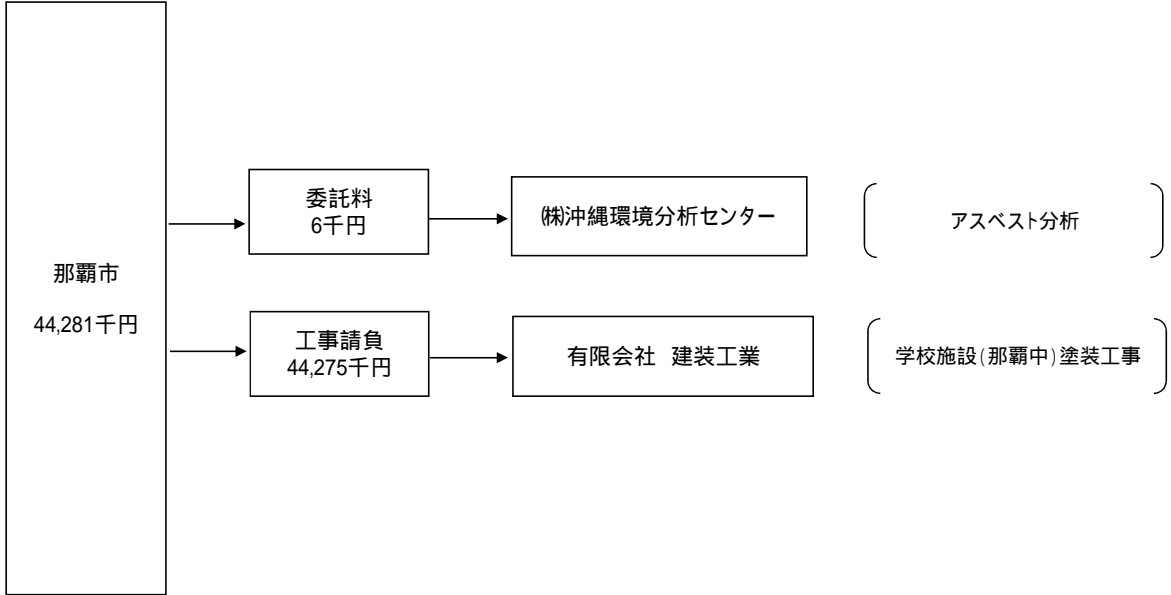 那覇市
44,281千円
委託料
6千円
㈱沖縄環境分析センター
アスベスト分析
工事請負
44,275千円
有限会社 建装工業
学校施設(那覇中)塗装工事